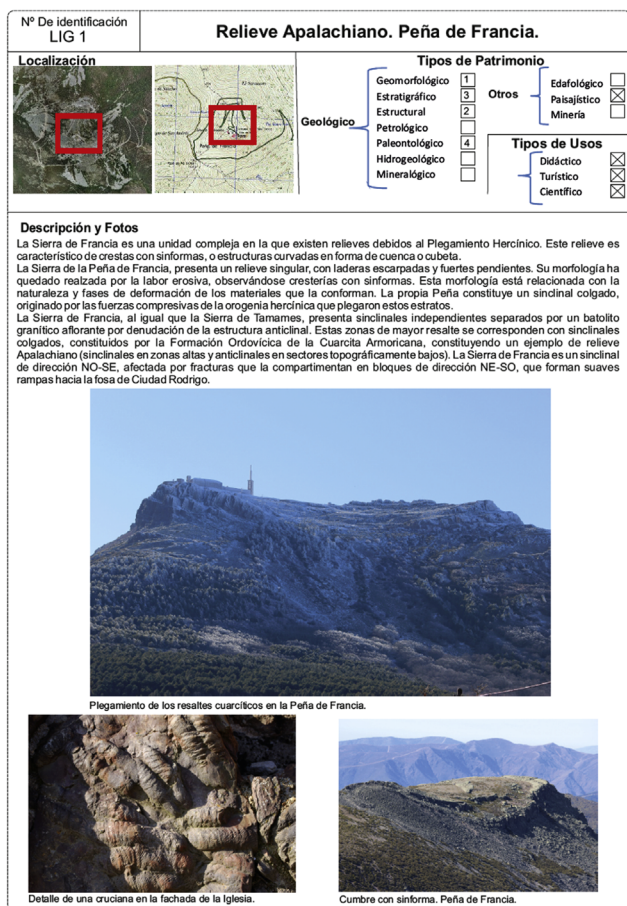 Nº De identificación
LIG 1
Relieve Apalachiano. Peña de Francia.
Localización
Tipos de Patrimonio
Geológico
Geomorfológico 1
Estratigráfico 3
Estructural 2
Petrológico
Paleontológico 4
Hidrogeológico
Mineralógico
Otros
Edafológico
Paisajístico
Minería
Tipos de Usos
Didáctico
Turístico
Científico
Descripción y Fotos
La Sierra de Francia es una unidad compleja en la que existen relieves debidos al Plegamiento Hercínico. Este relieve es
característico de crestas con sinformas, o estructuras curvadas en forma de cuenca o cubeta.
La Sierra de la Peña de Francia, presenta un relieve singular, con laderas escarpadas y fuertes pendientes. Su morfología ha
quedado realzada por la labor erosiva, observándose cresterías con sinformas. Esta morfología está relacionada con la
naturaleza y fases de deformación de los materiales que la conforman. La propia Peña constituye un sinclinal colgado,
originado por las fuerzas compresivas de la orogenia hercínica que plegaron estos estratos.
La Sierra de Francia, al igual que la Sierra de Tamames, presenta sinclinales independientes separados por un batolito
granítico aflorante por denudación de la estructura anticlinal. Estas zonas de mayor resalte se corresponden con sinclinales
colgados, constituidos por la Formación Ordovícica de la Cuarcita Armoricana, constituyendo un ejemplo de relieve
Apalachiano (sinclinales en zonas altas y anticlinales en sectores topográficamente bajos). La Sierra de Francia es un sinclinal
de dirección NO-SE, afectada por fracturas que la compartimentan en bloques de dirección NE-SO, que forman suaves
rampas hacia la fosa de Ciudad Rodrigo.
Plegamiento de los resaltes cuarcíticos en la Peña de Francia.
Detalle de una cruciana en la fachada de la Iglesia.
Cumbre con sinforma. Peña de Francia.